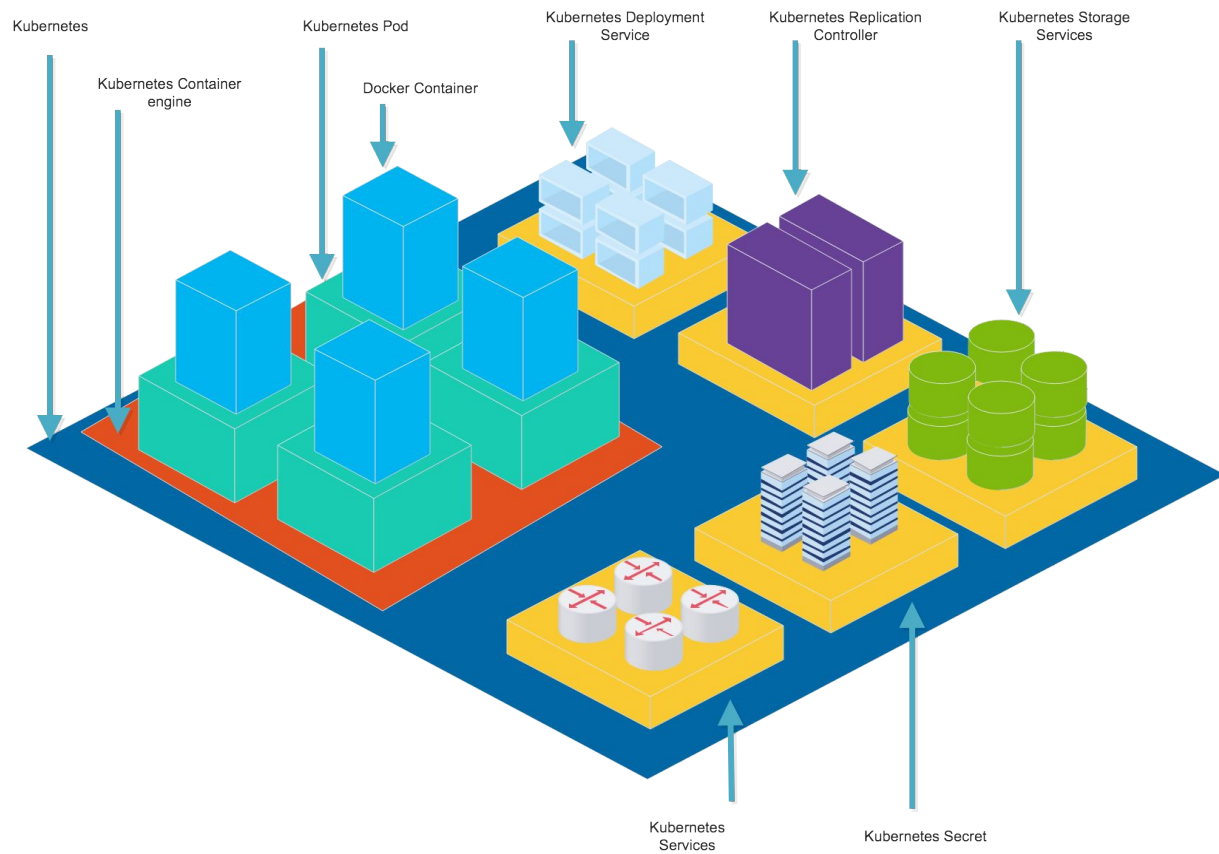 Kubernetes
Kubernetes Pod
Kubernetes Deployment
Service
Kubernetes Replication
Controller
Kubernetes Storage
Services
Kubernetes Container
engine
Docker Container
Kubernetes
Services
Kubernetes Secret